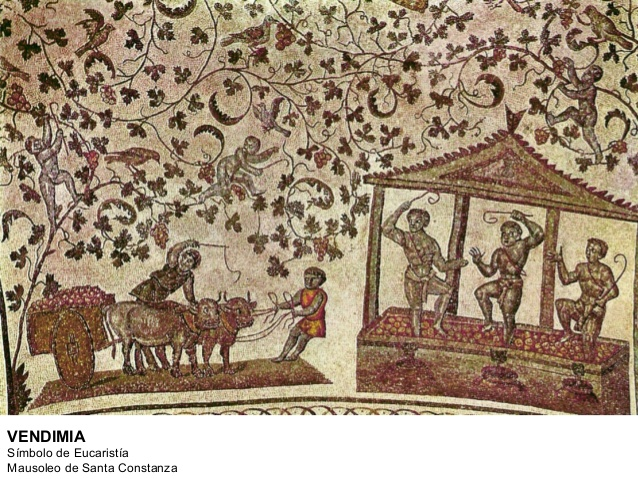 VENDIMIA
Símbolo de Eucaristía
Mausoleo de Santa Constanza